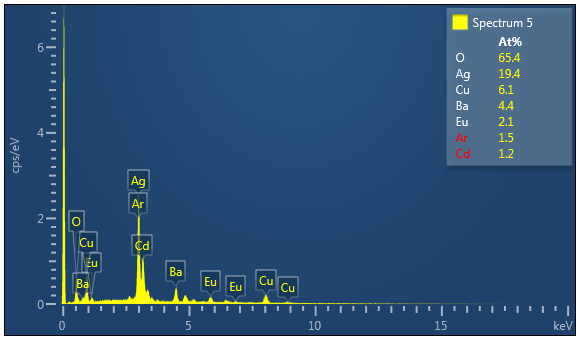 Spectrum 5
At%
O 65.4
Ag 19.4
Cu 6.1
Ba 4.4
Eu 2.1
Ar 1.5
Cd 1.2
6
4
2
0
cps/eV
Ag
Ar
O
Cu
Cd
Eu
Ba
Ba
Eu
Eu
Cu
Cu
0 5 10 15 keV